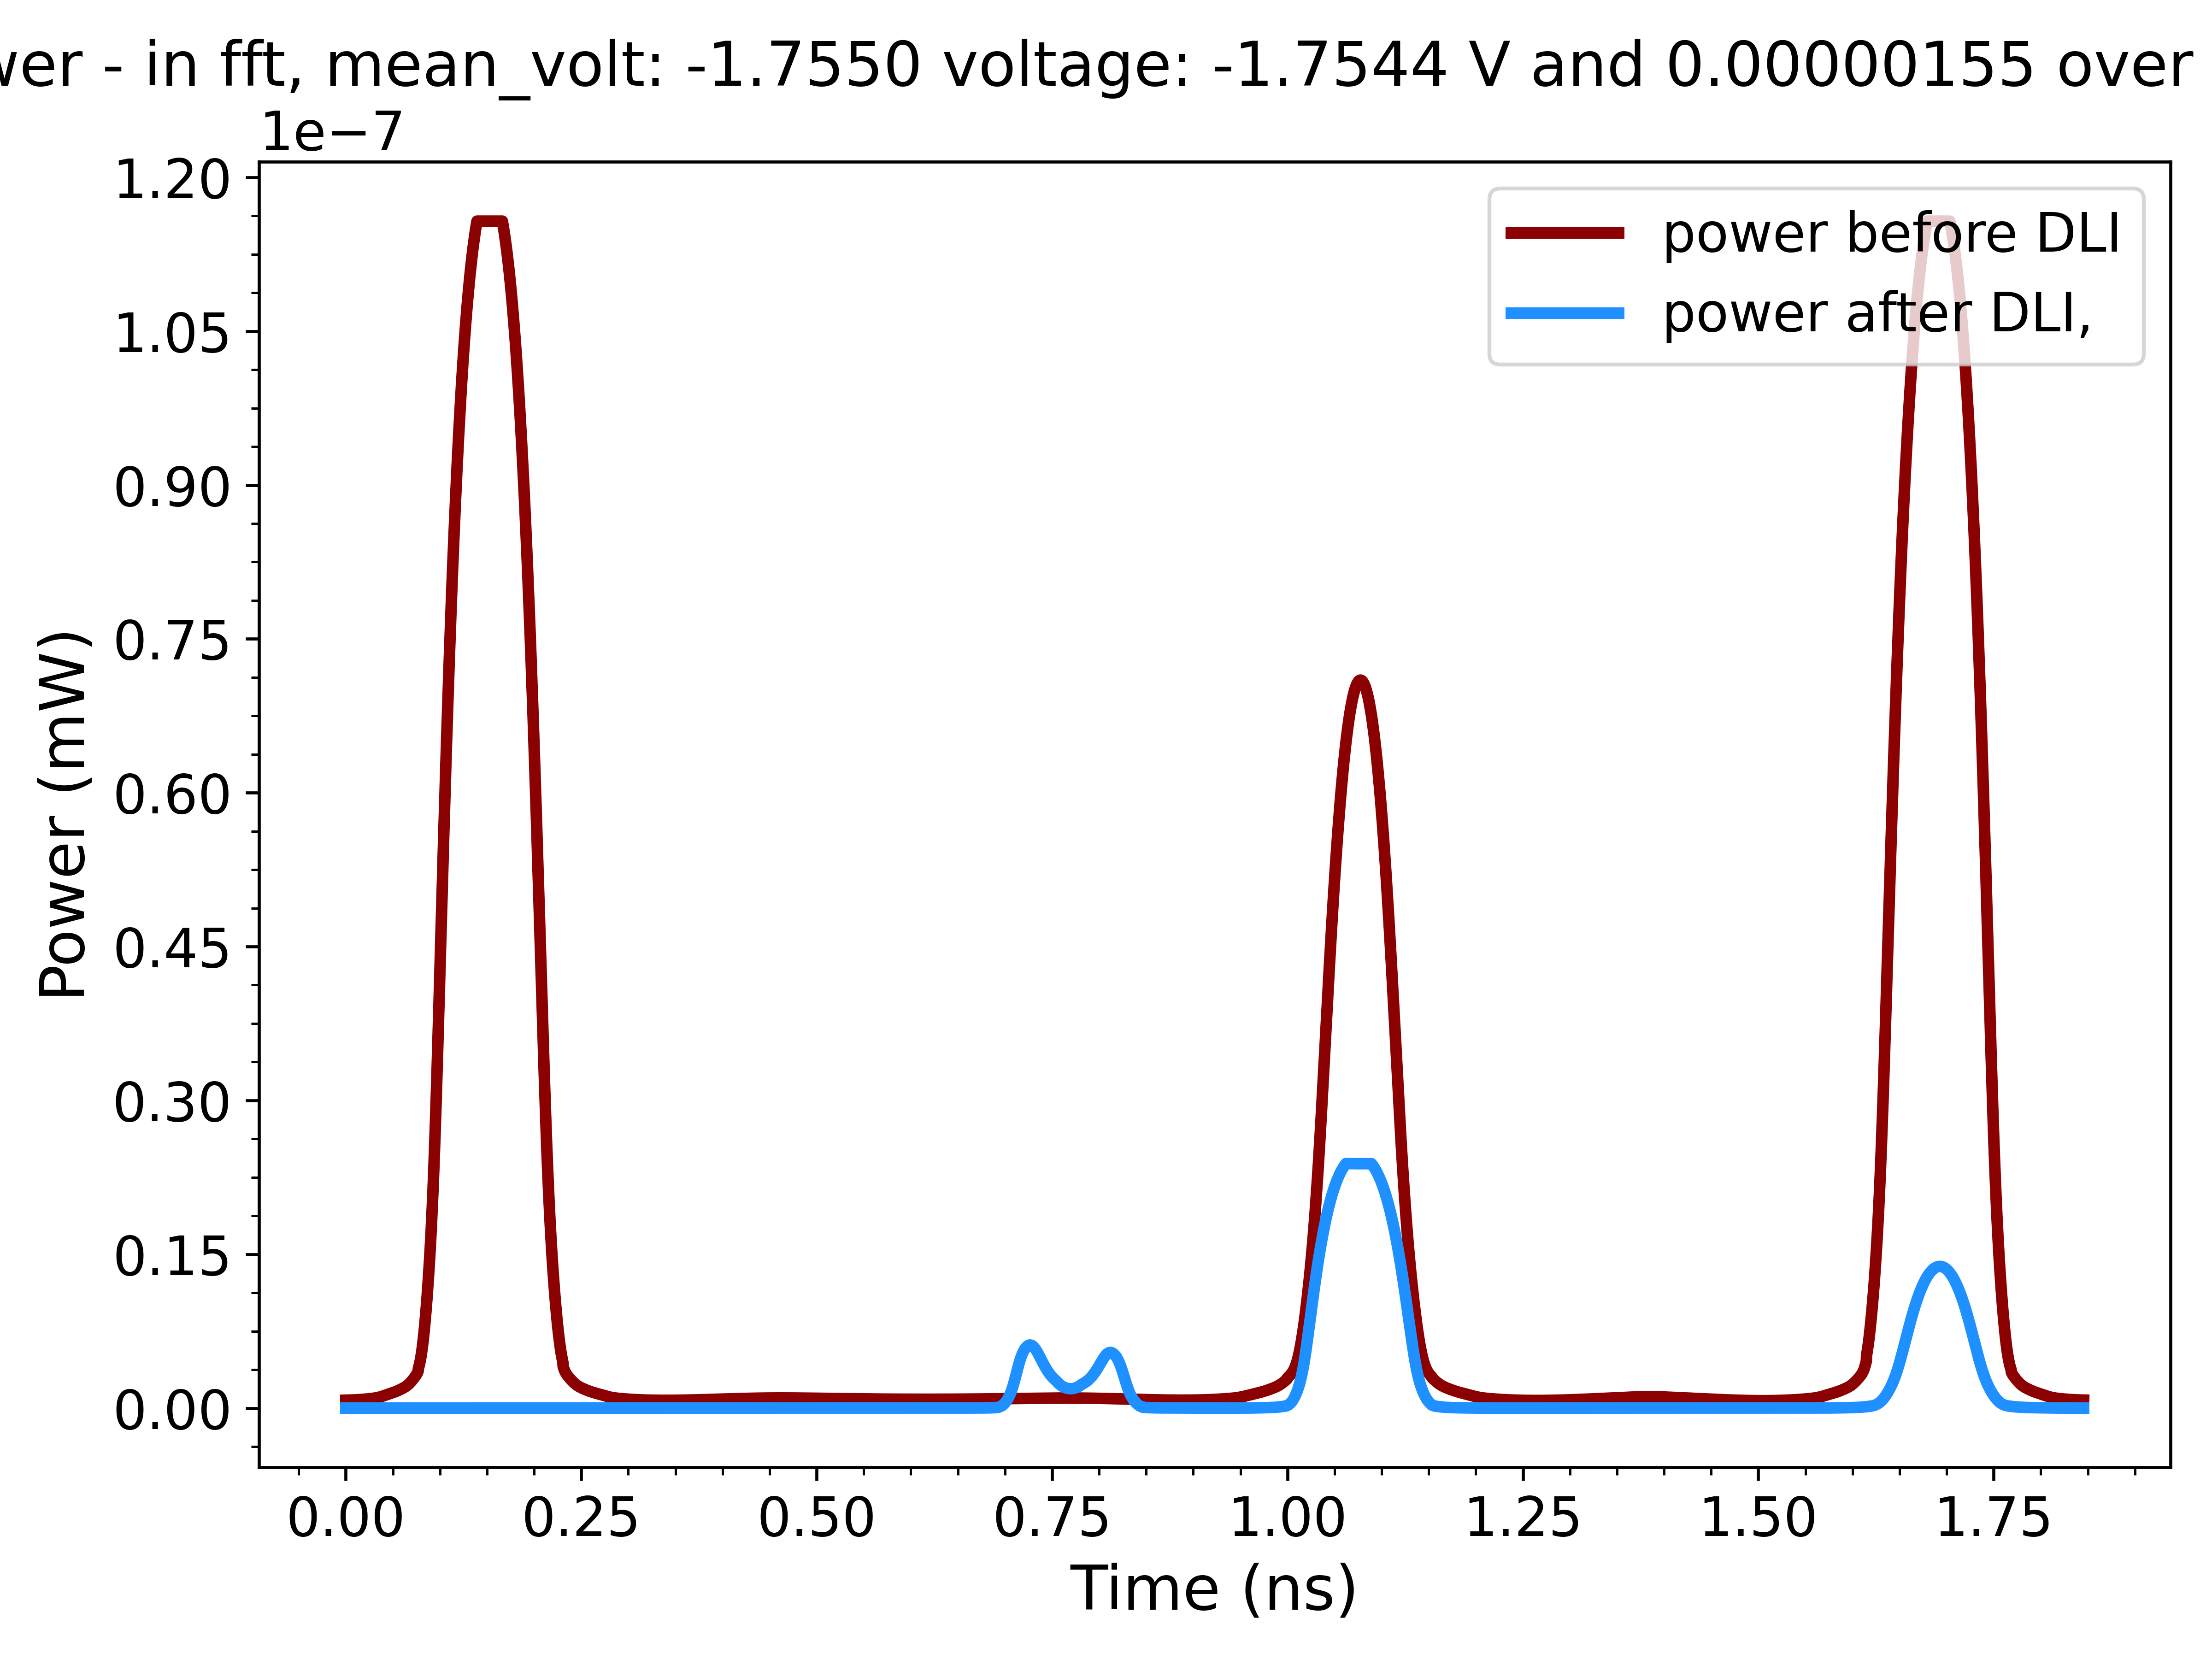 - in fft, mean_volt: -1.7550 voltage: -1.7544 V and 0.00000155 over
1e−7
power before DLI
power after DLI,
1.20
1.05
0.90
0.75
0.60
0.45
0.30
0.15
0.00
Power (mW)
0.00 0.25 0.50 0.75 1.00 1.25 1.50 1.75
Time (ns)